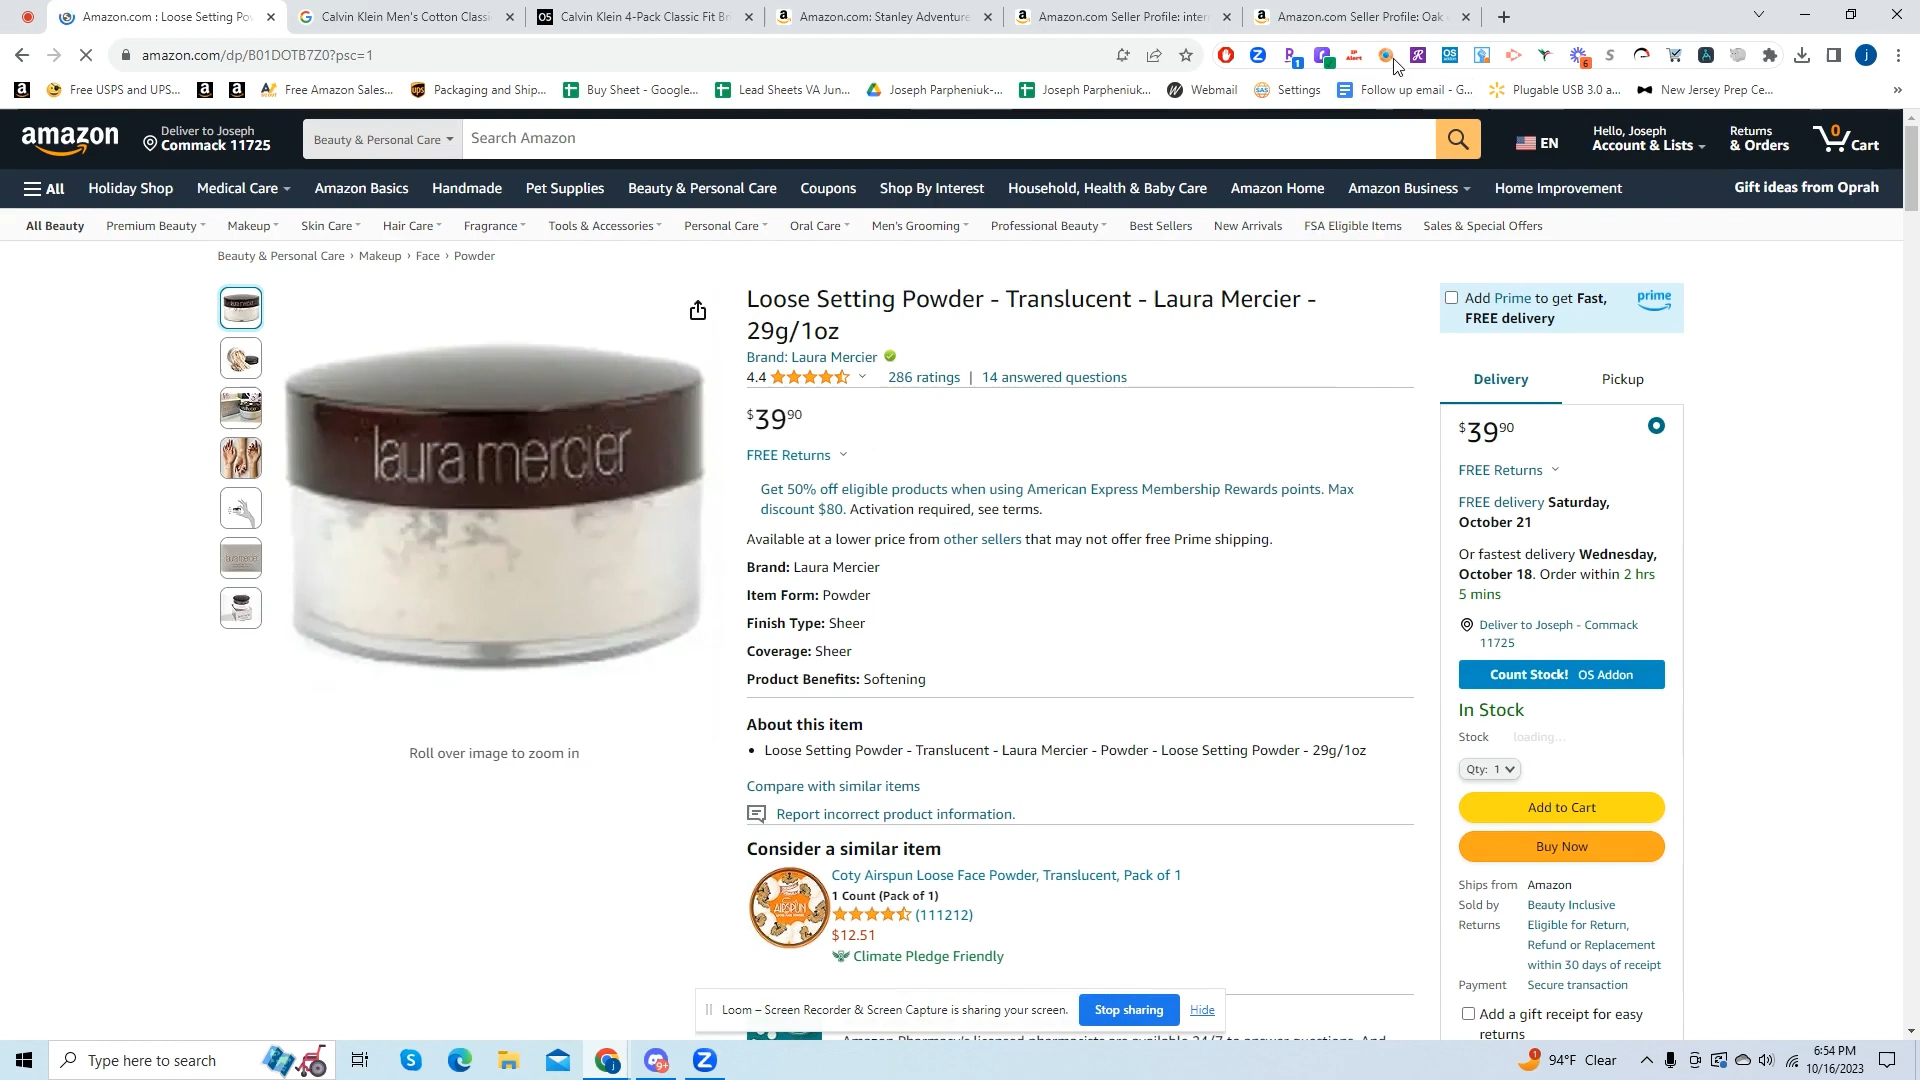 Amazon.com : Loose Setting Pov
Calvin Klein Men's Cotton Classi
Calvin Klein 4-Pack Classic Fit Br
Amazon.com: Stanley Adventure
Amazon.com Seller Profile: inter
Amazon.com Seller Profile: Oak
amazon.com/dp/B01DOTB7Z0?psc=1
Free USPS and UPS...
Free Amazon Sales...
Packaging and Ship...
Buy Sheet - Google...
Lead Sheets VA Jun...
Joseph Parpheniuk-...
Joseph Parpheniuk...
Webmail
Settings
Follow up email - G...
Plugable USB 3.0 a...
New Jersey Prep Ce...
amazon
Deliver to Joseph
Commack 11725
Beauty & Personal Care
Search Amazon
EN
Hello, Joseph
Account & Lists
Returns
& Orders
0
Cart
All
Holiday Shop
Medical Care
Amazon Basics
Handmade
Pet Supplies
Beauty & Personal Care
Coupons
Shop By Interest
Household, Health & Baby Care
Amazon Home
Amazon Business
Home Improvement
Gift ideas from Oprah
All Beauty
Premium Beauty
Makeup
Skin Care
Hair Care
Fragrance
Tools & Accessories
Personal Care
Oral Care
Men's Grooming
Professional Beauty
Best Sellers
New Arrivals
FSA Eligible Items
Sales & Special Offers
Beauty & Personal Care › Makeup › Face › Powder
laura mercier
Roll over image to zoom in
Loose Setting Powder - Translucent - Laura Mercier -
29g/1oz
Brand: Laura Mercier
4.4
286 ratings | 14 answered questions
$39 90
FREE Returns
Get 50% off eligible products when using American Express Membership Rewards points. Max
discount $80. Activation required, see terms.
Available at a lower price from other sellers that may not offer free Prime shipping.
Brand: Laura Mercier
Item Form: Powder
Finish Type: Sheer
Coverage: Sheer
Product Benefits: Softening
About this item
• Loose Setting Powder - Translucent - Laura Mercier - Powder - Loose Setting Powder - 29g/1oz
Compare with similar items
Report incorrect product information.
Consider a similar item
AIRSPUN
Coty Airspun Loose Face Powder, Translucent, Pack of 1
1 Count (Pack of 1)
(111212)
$12.51
Climate Pledge Friendly
Add Prime to get Fast,
FREE delivery
prime
Delivery
Pickup
$39 90
FREE Returns
FREE delivery Saturday,
October 21
Or fastest delivery Wednesday,
October 18. Order within 2 hrs
5 mins
Deliver to Joseph - Commack
11725
Count Stock! OS Addon
In Stock
Stock loading...
Qty: 1
Add to Cart
Buy Now
Ships from Amazon
Sold by Beauty Inclusive
Returns Eligible for Return,
Refund or Replacement
within 30 days of receipt
Payment Secure transaction
Add a gift receipt for easy
returns
Loom – Screen Recorder & Screen Capture is sharing your screen.
Stop sharing
Hide
Type here to search
94°F Clear
6:54 PM
10/16/2023